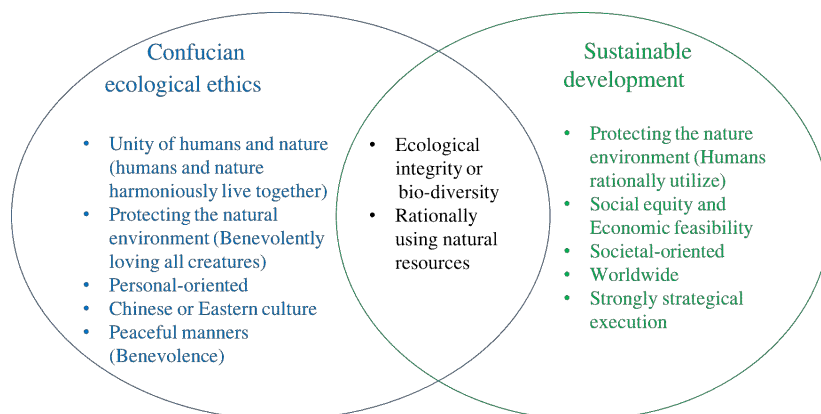 Confucian
ecological ethics
• Unity of humans and nature
(humans and nature
harmoniously live together)
• Protecting the natural
environment (Benevolently
loving all creatures)
• Personal-oriented
• Chinese or Eastern culture
• Peaceful manners
(Benevolence)
• Ecological
integrity or
bio-diversity
• Rationally
using natural
resources
Sustainable
development
• Protecting the nature
environment (Humans
rationally utilize)
• Social equity and
Economic feasibility
• Societal-oriented
• Worldwide
• Strongly strategical
execution